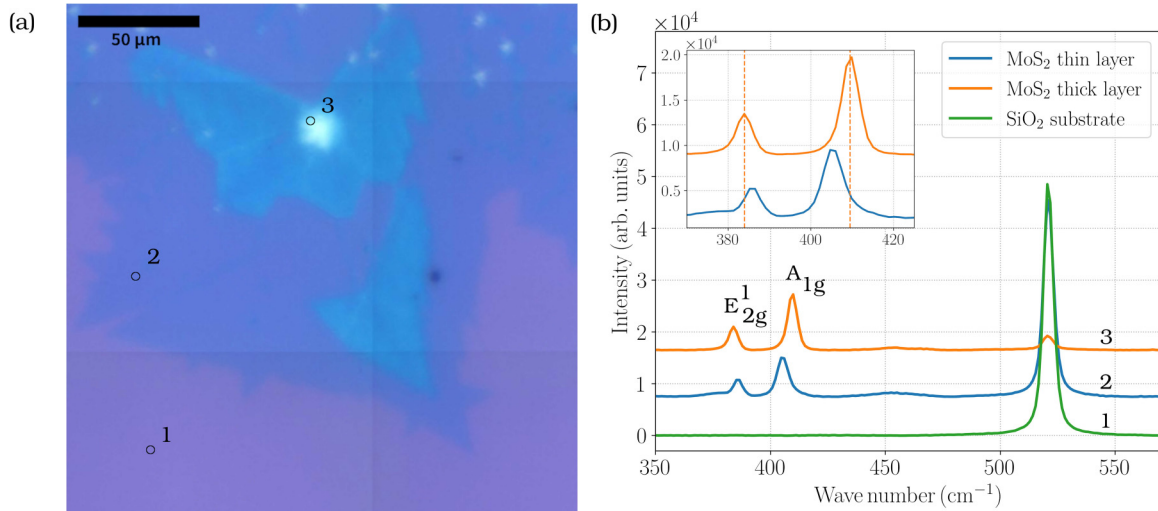 (a)
50 µm
3
2
1
(b)
×10⁴
7
6
5
4
3
2
1
0
350
400
450
500
550
Intensity (arb. units)
Wave number (cm⁻¹)
×10⁴
2.0
1.5
1.0
0.5
380
400
420
MoS₂ thin layer
MoS₂ thick layer
SiO₂ substrate
E¹₂g
A₁g
3
2
1